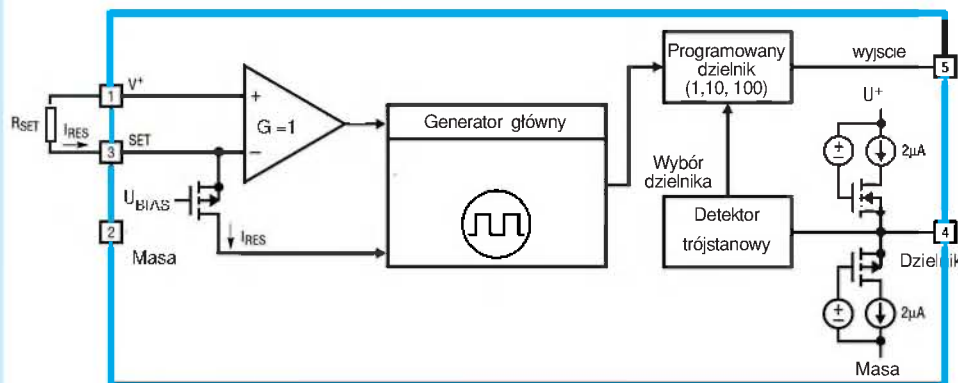 Programowany
dzielnik
(1,10, 100)
wyjscie
5
V+
1
RSET
IRES
3
SET
+
−
G =1
Generator główny
UBIAS
2
Masa
IRES
Wybór
dzielnika
Detektor
trójstanowy
U+
2µA
4
Dzielnik
2µA
Masa